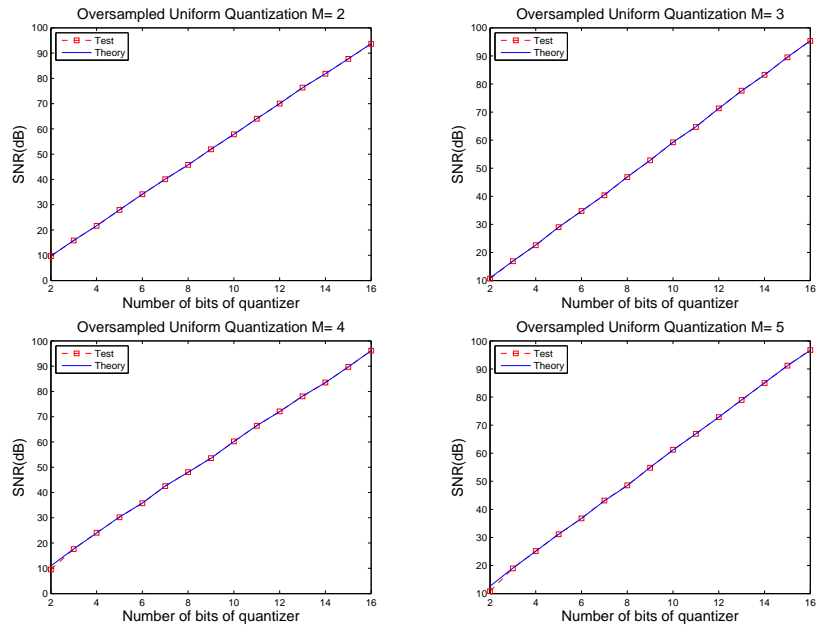 Oversampled Uniform Quantization M= 2
Test
Theory
SNR(dB)
100
90
80
70
60
50
40
30
20
10
0
2 4 6 8 10 12 14 16
Number of bits of quantizer
Oversampled Uniform Quantization M= 3
Test
Theory
SNR(dB)
100
90
80
70
60
50
40
30
20
10
2 4 6 8 10 12 14 16
Number of bits of quantizer
Oversampled Uniform Quantization M= 4
Test
Theory
SNR(dB)
100
90
80
70
60
50
40
30
20
10
0
2 4 6 8 10 12 14 16
Number of bits of quantizer
Oversampled Uniform Quantization M= 5
Test
Theory
SNR(dB)
100
90
80
70
60
50
40
30
20
10
2 4 6 8 10 12 14 16
Number of bits of quantizer